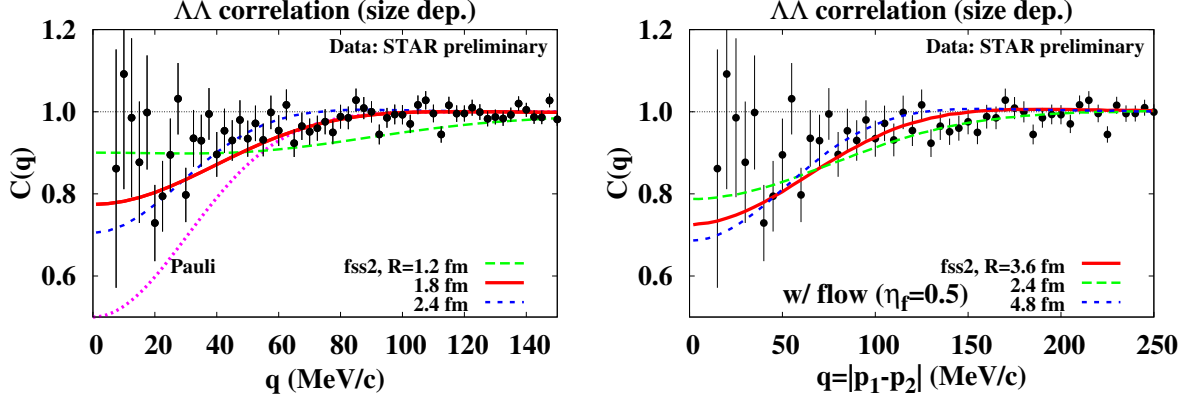 ΛΛ correlation (size dep.)
Data: STAR preliminary
1.2
1.0
0.8
0.6
C(q)
Pauli
fss2, R=1.2 fm
1.8 fm
2.4 fm
0 20 40 60 80 100 120 140
q (MeV/c)
ΛΛ correlation (size dep.)
Data: STAR preliminary
1.2
1.0
0.8
0.6
C(q)
fss2, R=3.6 fm
2.4 fm
4.8 fm
w/ flow (η_f=0.5)
0 50 100 150 200 250
q=|p_1-p_2| (MeV/c)